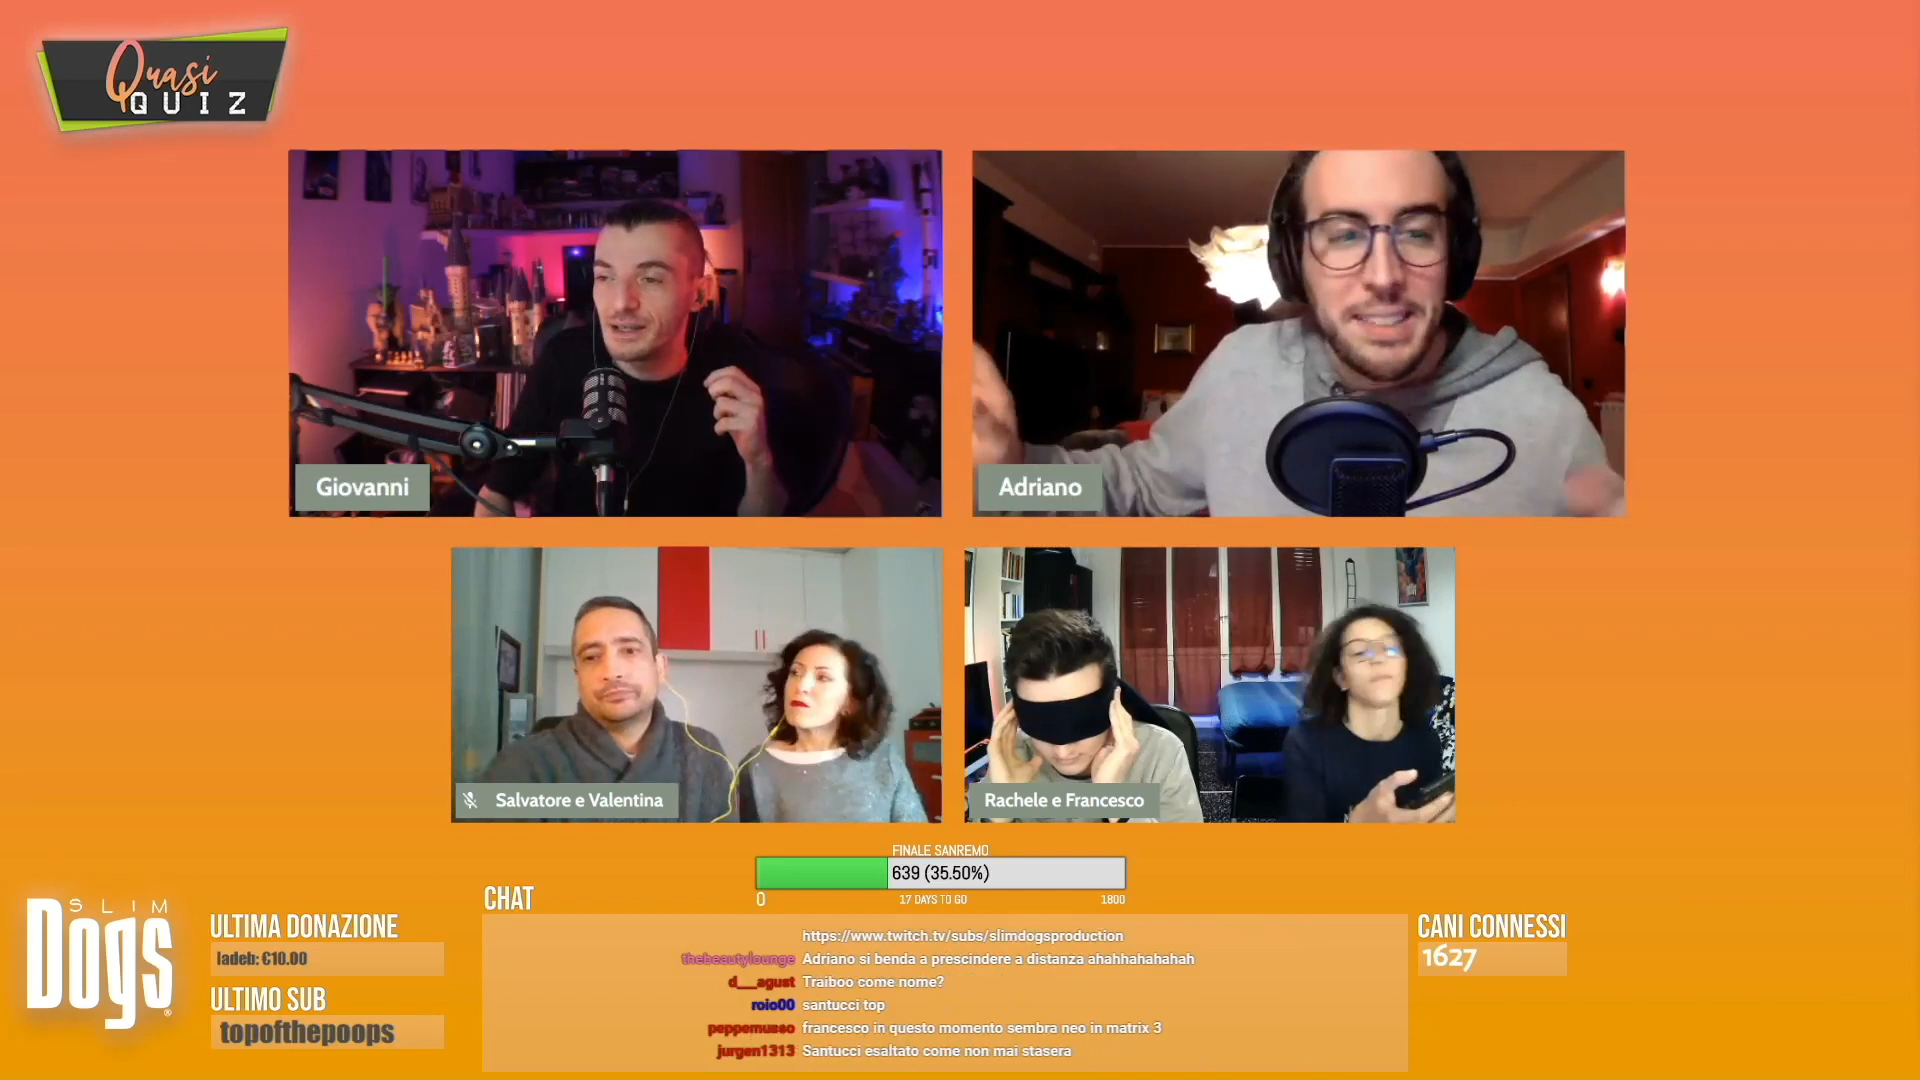 Quasi
QUIZ
Giovanni
Adriano
Salvatore e Valentina
Rachele e Francesco
FINALE SANREMO
639 (35.50%)
0
17 DAYS TO GO
1800
SLIM
Dogs®
ULTIMA DONAZIONE
ladeb: €10.00
ULTIMO SUB
topofthepoops
CHAT
https://www.twitch.tv/subs/slimdogsproduction
thebeautylounge Adriano si benda a prescindere a distanza ahahhahahahah
d___agust Traiboo come nome?
roio00 santucci top
peppemusso francesco in questo momento sembra neo in matrix 3
jurgen1313 Santucci esaltato come non mai stasera
CANI CONNESSI
1627